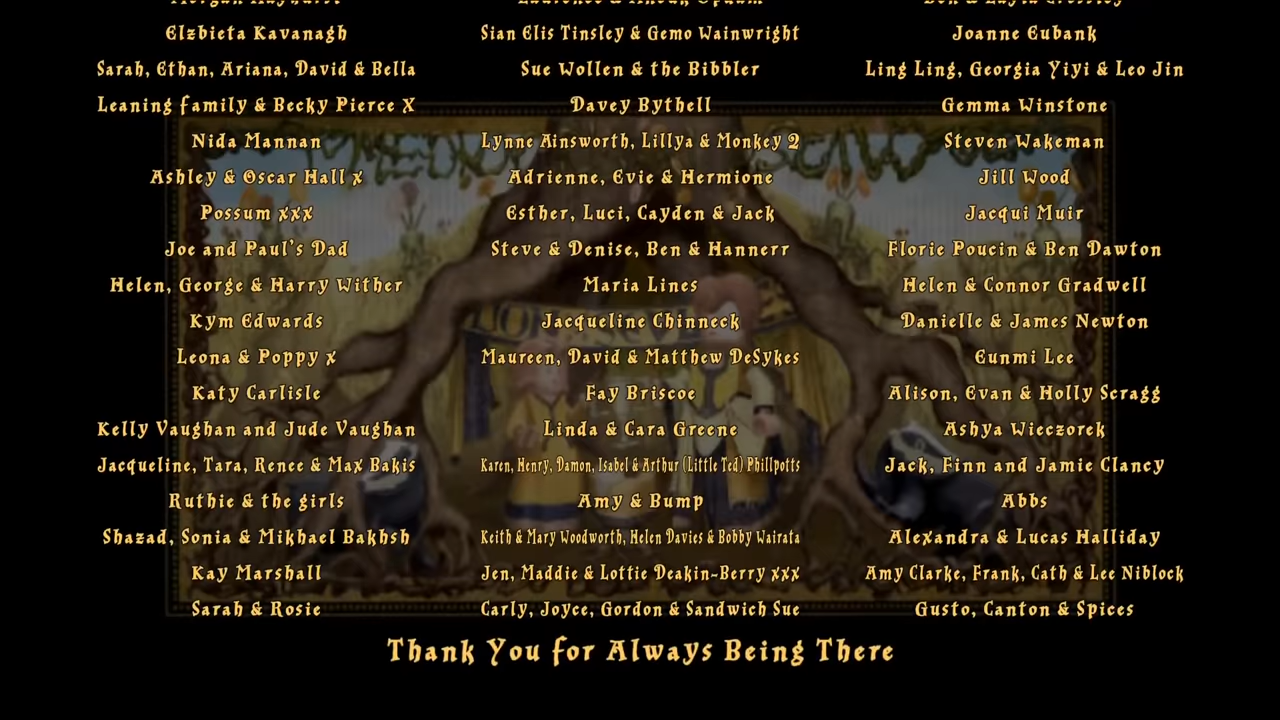 Elzbieta Kavanagh
Sian Elis Tinsley & Gemo Wainwright
Joanne Eubank
Sarah, Ethan, Ariana, David & Bella
Sue Wollen & the Bibbler
Ling Ling, Georgia Yiyi & Leo Jin
Leaning family & Becky Pierce X
Davey Bythell
Gemma Winstone
Nida Mannan
Lynne Ainsworth, Lillya & Monkey 2
Steven Wakeman
Ashley & Oscar Hall x
Adrienne, Evie & Hermione
Jill Wood
Possum xxx
Esther, Luci, Cayden & Jack
Jacqui Muir
Joe and Paul's Dad
Steve & Denise, Ben & Hannerr
Florie Poucin & Ben Dawton
Helen, George & Harry Wither
Maria Lines
Helen & Connor Gradwell
Kym Edwards
Jacqueline Chinneck
Danielle & James Newton
Leona & Poppy x
Maureen, David & Matthew DeSykes
Eunmi Lee
Katy Carlisle
Fay Briscoe
Alison, Evan & Holly Scragg
Kelly Vaughan and Jude Vaughan
Linda & Cara Greene
Ashya Wieczorek
Jacqueline, Tara, Renee & Max Bakis
Karen, Henry, Damon, Isabel & Arthur (Little Ted) Phillpotts
Jack, Finn and Jamie Clancy
Ruthie & the girls
Amy & Bump
Abbs
Shazad, Sonia & Mikhael Bakhsh
Keith & Mary Woodworth, Helen Davies & Bobby Wairata
Alexandra & Lucas Halliday
Kay Marshall
Jen, Maddie & Lottie Deakin-Berry xxx
Amy Clarke, Frank, Cath & Lee Niblock
Sarah & Rosie
Carly, Joyce, Gordon & Sandwich Sue
Gusto, Canton & Spices
Thank You for Always Being There